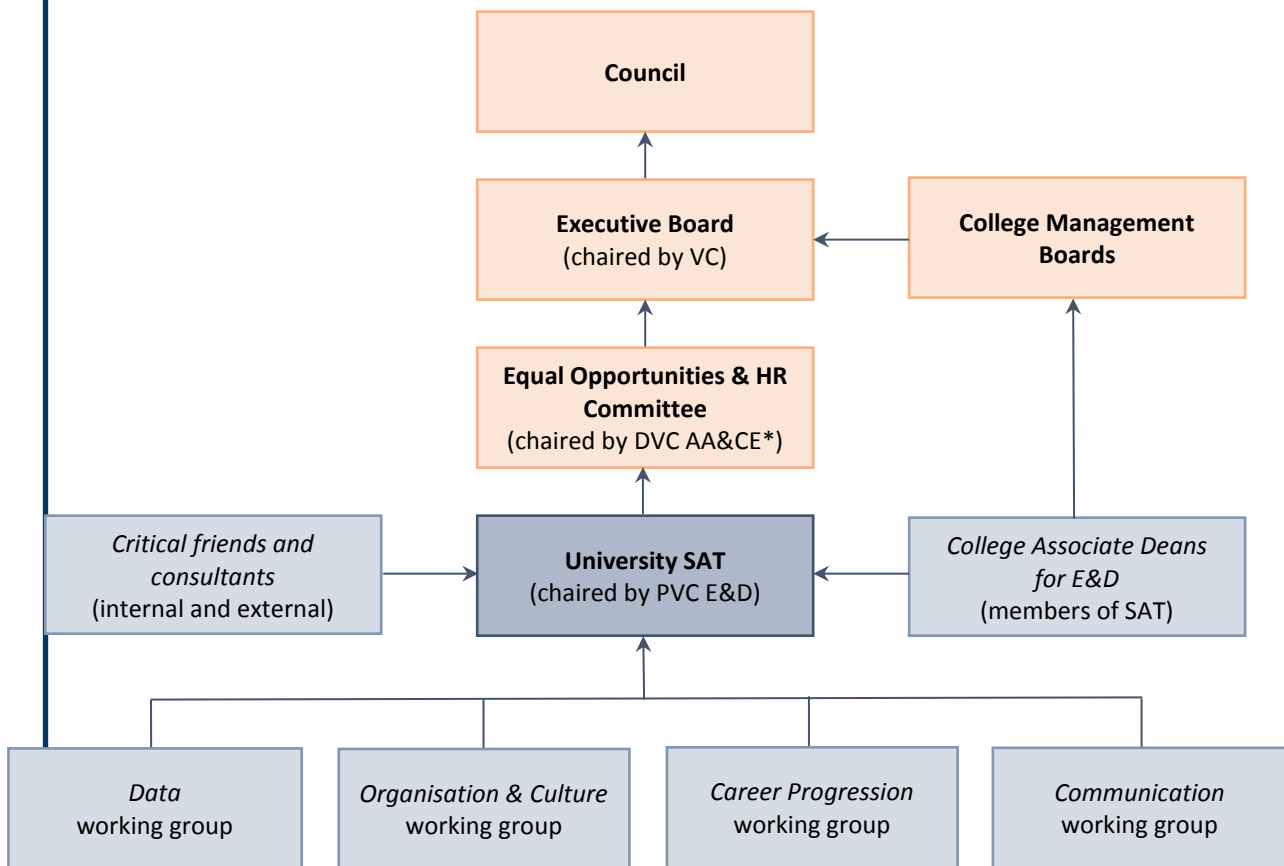 Council
Executive Board
(chaired by VC)
College Management
Boards
Equal Opportunities & HR
Committee
(chaired by DVC AA&CE*)
Critical friends and
consultants
(internal and external)
University SAT
(chaired by PVC E&D)
College Associate Deans
for E&D
(members of SAT)
Data
working group
Organisation & Culture
working group
Career Progression
working group
Communication
working group